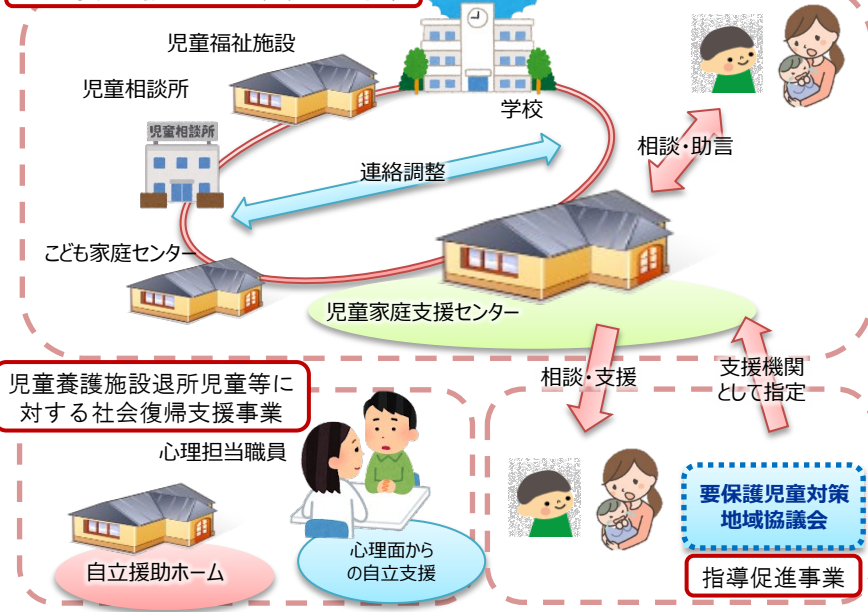 児童福祉施設
児童相談所
児童相談所
学校
相談・助言
連絡調整
こども家庭センター
児童家庭支援センター
児童養護施設退所児童等に
対する社会復帰支援事業
相談・支援
支援機関
として指定
心理担当職員
自立援助ホーム
心理面から
の自立支援
要保護児童対策
地域協議会
指導促進事業